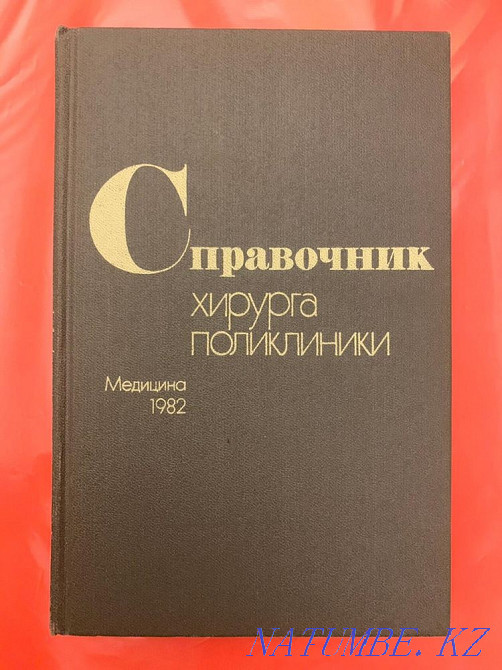 Справочник
хирурга
поликлиники
Медицина
1982
NATUMBE.KZ